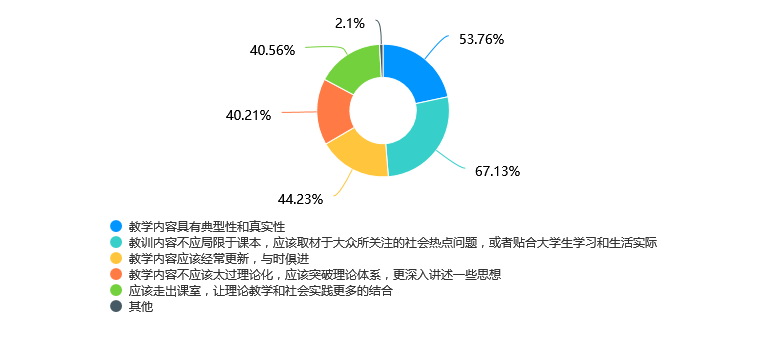 2.1%
53.76%
40.56%
40.21%
67.13%
44.23%
教学内容具有典型性和真实性
教训内容不应局限于课本，应该取材于大众所关注的社会热点问题，或者贴合大学生学习和生活实际
教学内容应该经常更新，与时俱进
教学内容不应该太过理论化，应该突破理论体系，更深入讲述一些思想
应该走出课室，让理论教学和社会实践更多的结合
其他